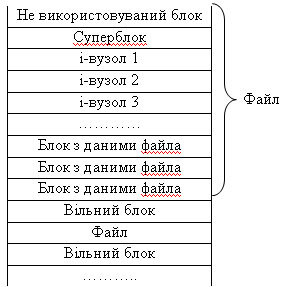 Не використовуваний блок
Суперблок
і-вузол 1
і-вузол 2
і-вузол 3
…………
Блок з даними файла
Блок з даними файла
Блок з даними файла
Вільний блок
Файл
Вільний блок
………..
Файл